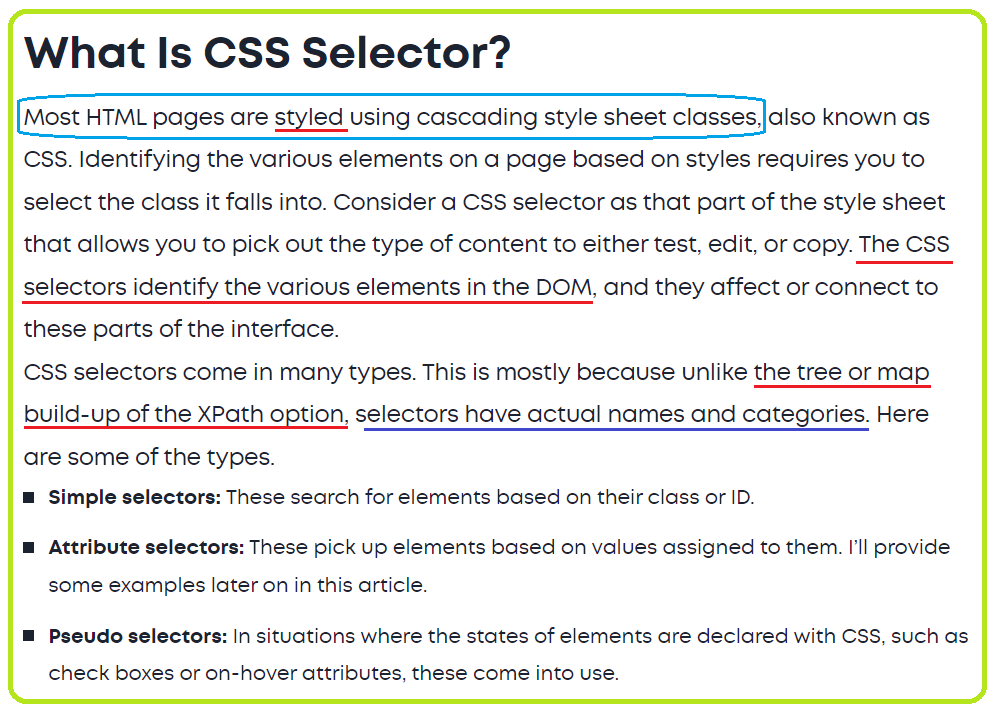 What Is CSS Selector?
Most HTML pages are styled using cascading style sheet classes, also known as
CSS. Identifying the various elements on a page based on styles requires you to
select the class it falls into. Consider a CSS selector as that part of the style sheet
that allows you to pick out the type of content to either test, edit, or copy. The CSS
selectors identify the various elements in the DOM, and they affect or connect to
these parts of the interface.
CSS selectors come in many types. This is mostly because unlike the tree or map
build-up of the XPath option, selectors have actual names and categories. Here
are some of the types.
■ Simple selectors: These search for elements based on their class or ID.
■ Attribute selectors: These pick up elements based on values assigned to them. I’ll provide
some examples later on in this article.
■ Pseudo selectors: In situations where the states of elements are declared with CSS, such as
check boxes or on-hover attributes, these come into use.